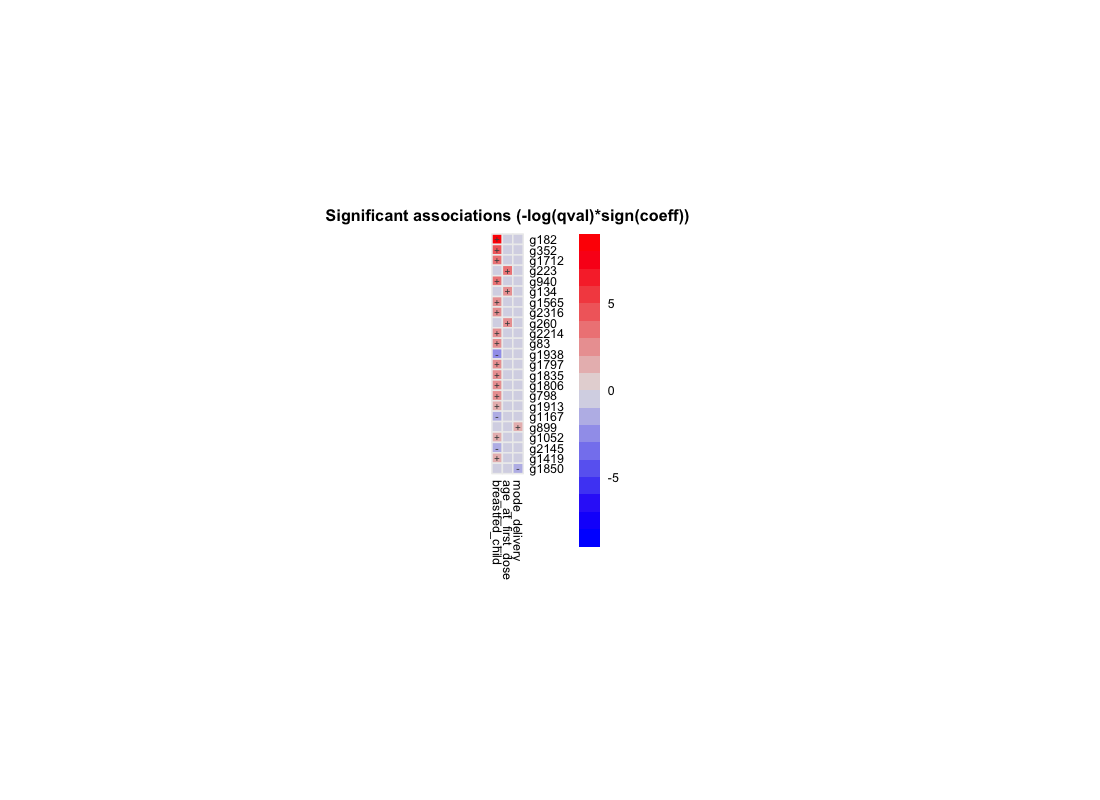 Significant associations (-log(qval)*sign(coeff))
+ g182
+ g352
+ g1712
+ g223
+ g940
+ g134
+ g1565
+ g2316
+ g260
+ g2214
+ g83
- g1938
+ g1797
+ g1835
+ g1806
+ g798
+ g1913
- g1167
+ g899
+ g1052
- g2145
+ g1419
- g1850
5
0
-5
breastfed_child
age_at_first_dose
mode_delivery